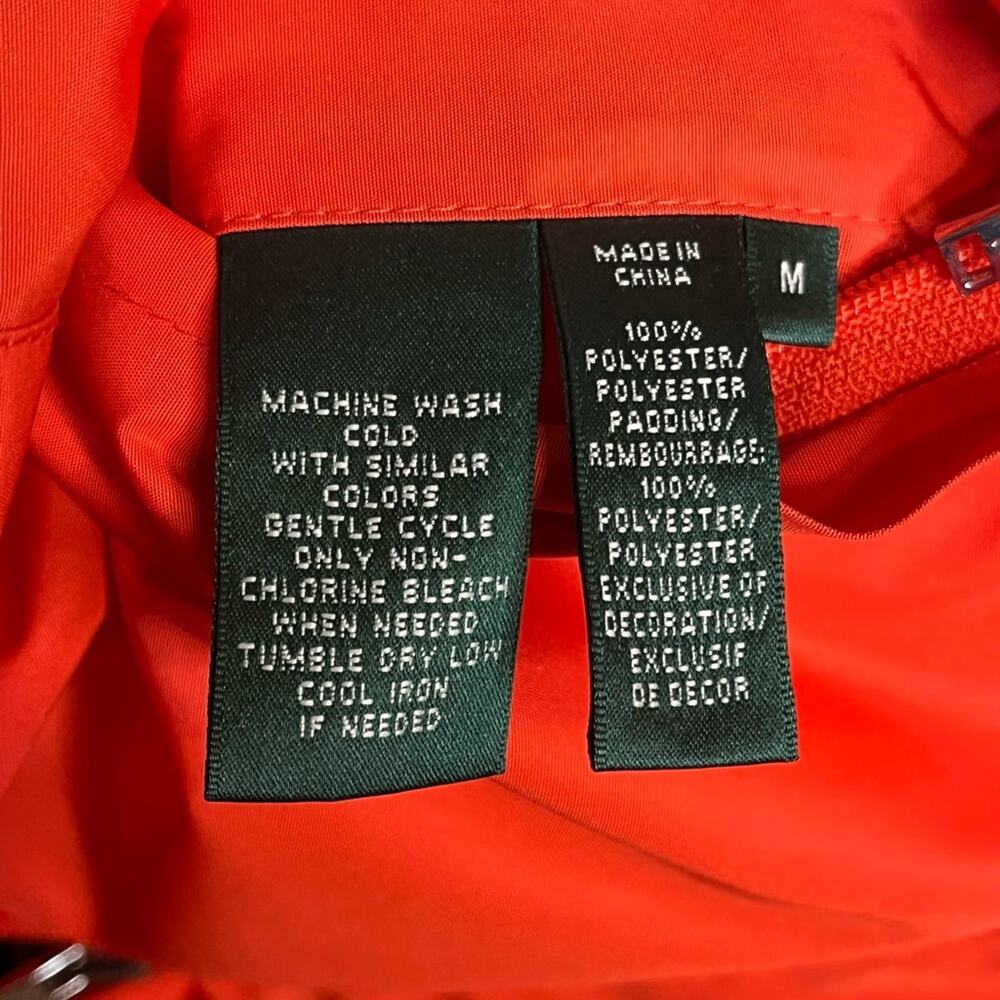 MACHINE WASH
COLD
WITH SIMILAR
COLORS
GENTLE CYCLE
ONLY NON-
CHLORINE BLEACH
WHEN NEEDED
TUMBLE DRY LOW
COOL IRON
IF NEEDED
MADE IN
CHINA
100%
POLYESTER/
POLYESTER
PADDING/
REMBOURRAGE:
100%
POLYESTER/
POLYESTER
EXCLUSIVE OF
DECORATION/
EXCLUSIF
DE DECOR
M